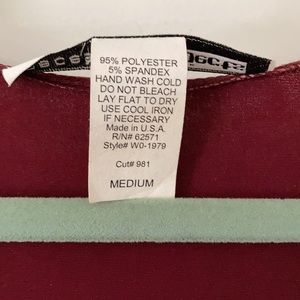 95% POLYESTER
5% SPANDEX
HAND WASH COLD
DO NOT BLEACH
LAY FLAT TO DRY
USE COOL IRON
IF NECESSARY
Made in U.S.A.
R/N# 62571
Style# W0-1979
Cut# 981
MEDIUM